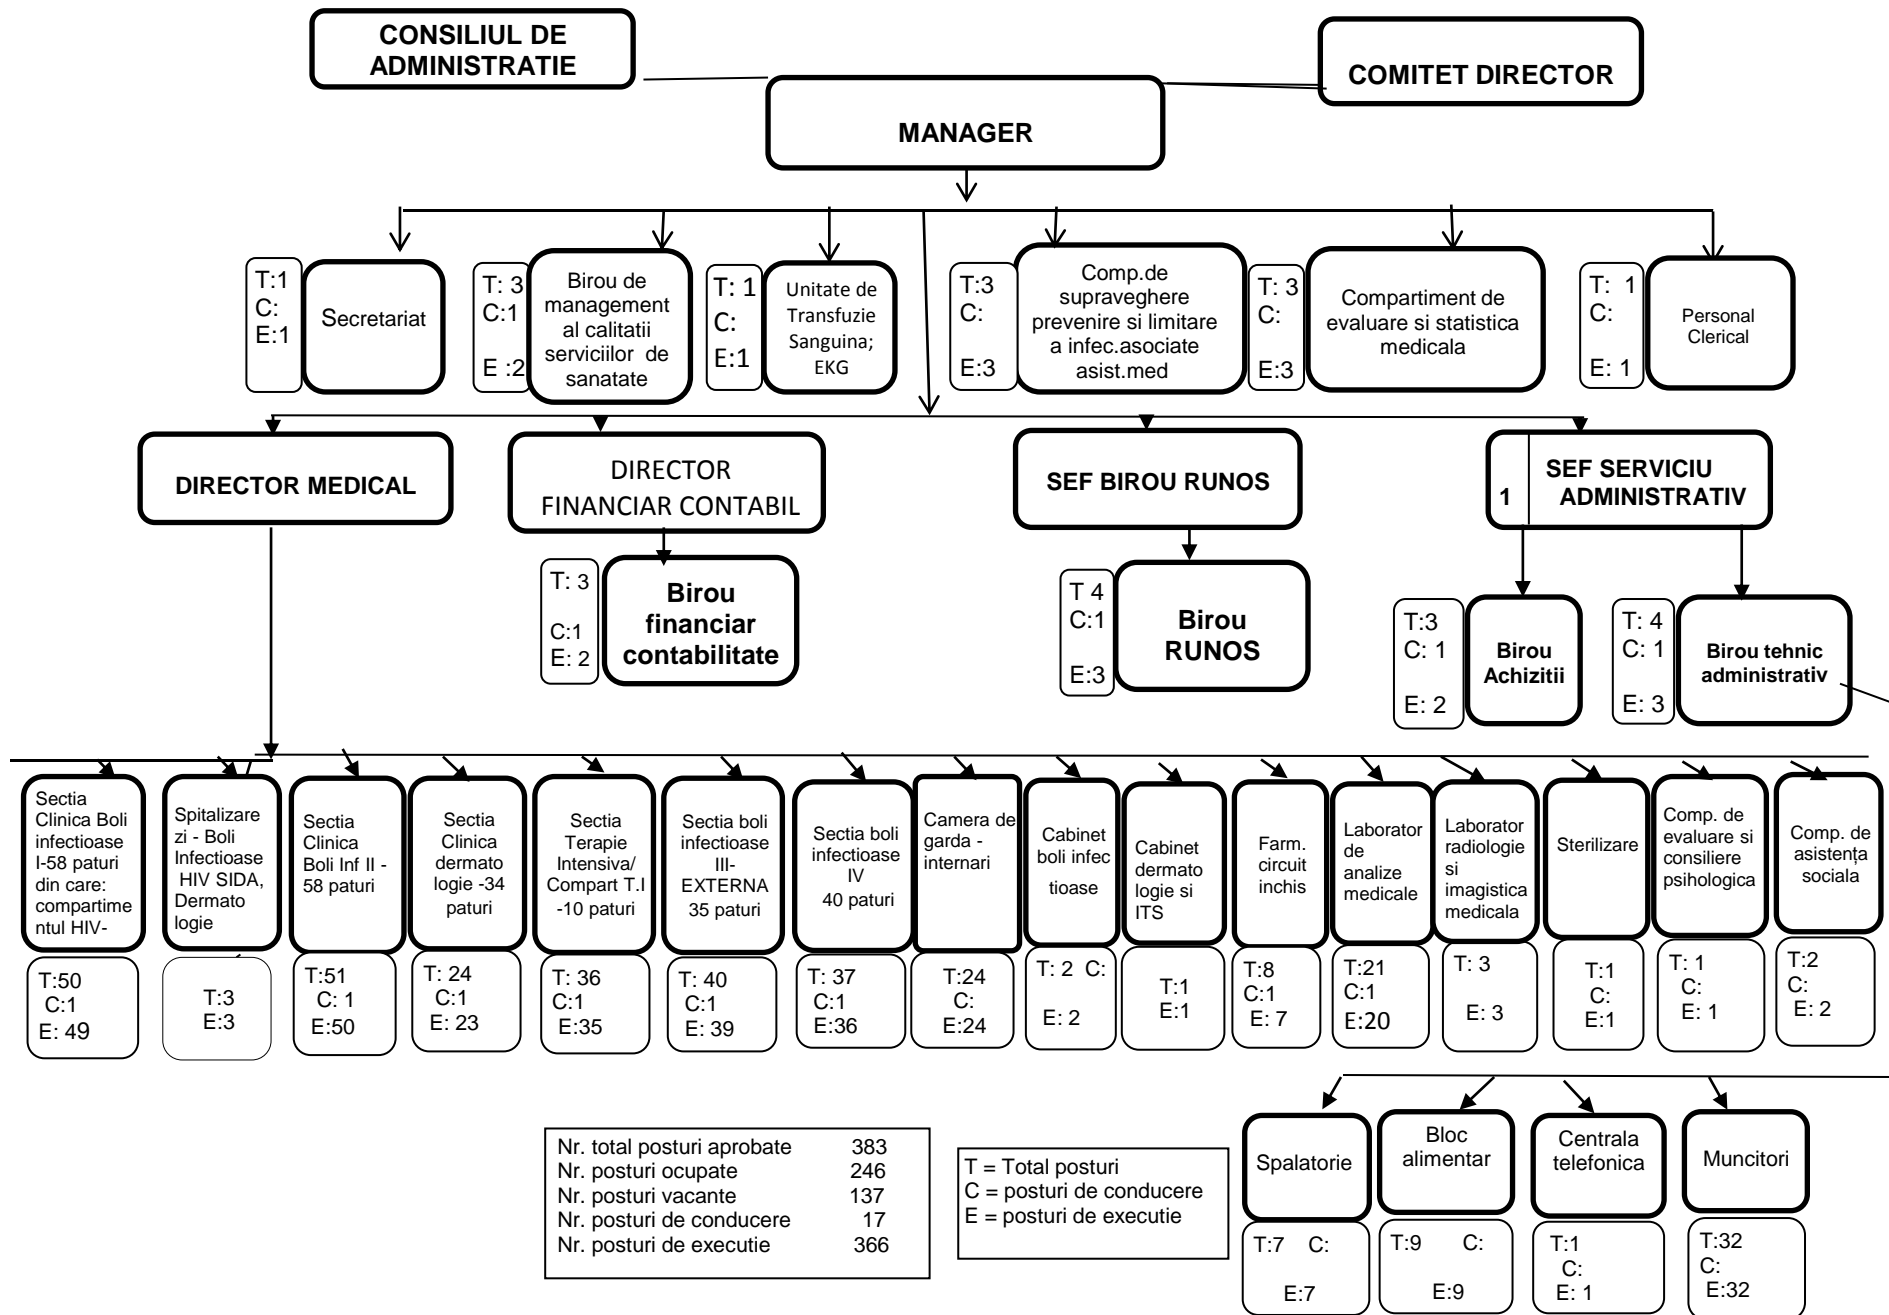 CONSILIUL DE
ADMINISTRATIE
COMITET DIRECTOR
MANAGER
T:1
C:
E:1
Secretariat
T: 3
C:1
E :2
Birou de
management
al calitatii
serviciilor de
sanatate
T: 1
C:
E:1
Unitate de
Transfuzie
Sanguina;
EKG
T:3
C:
E:3
Comp.de
supraveghere
prevenire si limitare
a infec.asociate
asist.med
T: 3
C:
E:3
Compartiment de
evaluare si statistica
medicala
T: 1
C:
E: 1
Personal
Clerical
DIRECTOR MEDICAL
DIRECTOR
FINANCIAR CONTABIL
SEF BIROU RUNOS
1
SEF SERVICIU
ADMINISTRATIV
T: 3
C:1
E: 2
Birou
financiar
contabilitate
T 4
C:1
E:3
Birou
RUNOS
T:3
C: 1
E: 2
Birou
Achizitii
T: 4
C: 1
E: 3
Birou tehnic
administrativ
Sectia
Clinica Boli
infectioase
I-58 paturi
din care:
compartime
ntul HIV-
Spitalizare
zi - Boli
Infectioase
HIV SIDA,
Dermato
logie
Sectia
Clinica
Boli Inf II -
58 paturi
Sectia
Clinica
dermato
logie -34
paturi
Sectia
Terapie
Intensiva/
Compart T.I
-10 paturi
Sectia boli
infectioase
III-
EXTERNA
35 paturi
Sectia boli
infectioase
IV
40 paturi
Camera de
garda -
internari
Cabinet
boli infec
tioase
Cabinet
dermato
logie si
ITS
Farm.
circuit
inchis
Laborator
de
analize
medicale
Laborator
radiologie
si
imagistica
medicala
Sterilizare
Comp. de
evaluare si
consiliere
psihologica
Comp. de
asistența
sociala
T:50
C:1
E: 49
T:3
E:3
T:51
C: 1
E:50
T: 24
C:1
E: 23
T: 36
C:1
E:35
T: 40
C:1
E: 39
T: 37
C:1
E:36
T:24
C:
E:24
T: 2 C:
E: 2
T:1
E:1
T:8
C:1
E: 7
T:21
C:1
E:20
T: 3
E: 3
T:1
C:
E:1
T: 1
C:
E: 1
T:2
C:
E: 2
Spalatorie
Bloc
alimentar
Centrala
telefonica
Muncitori
T:7 C:
E:7
T:9 C:
E:9
T:1
C:
E: 1
T:32
C:
E:32
Nr. total posturi aprobate 383
Nr. posturi ocupate 246
Nr. posturi vacante 137
Nr. posturi de conducere 17
Nr. posturi de executie 366
T = Total posturi
C = posturi de conducere
E = posturi de executie